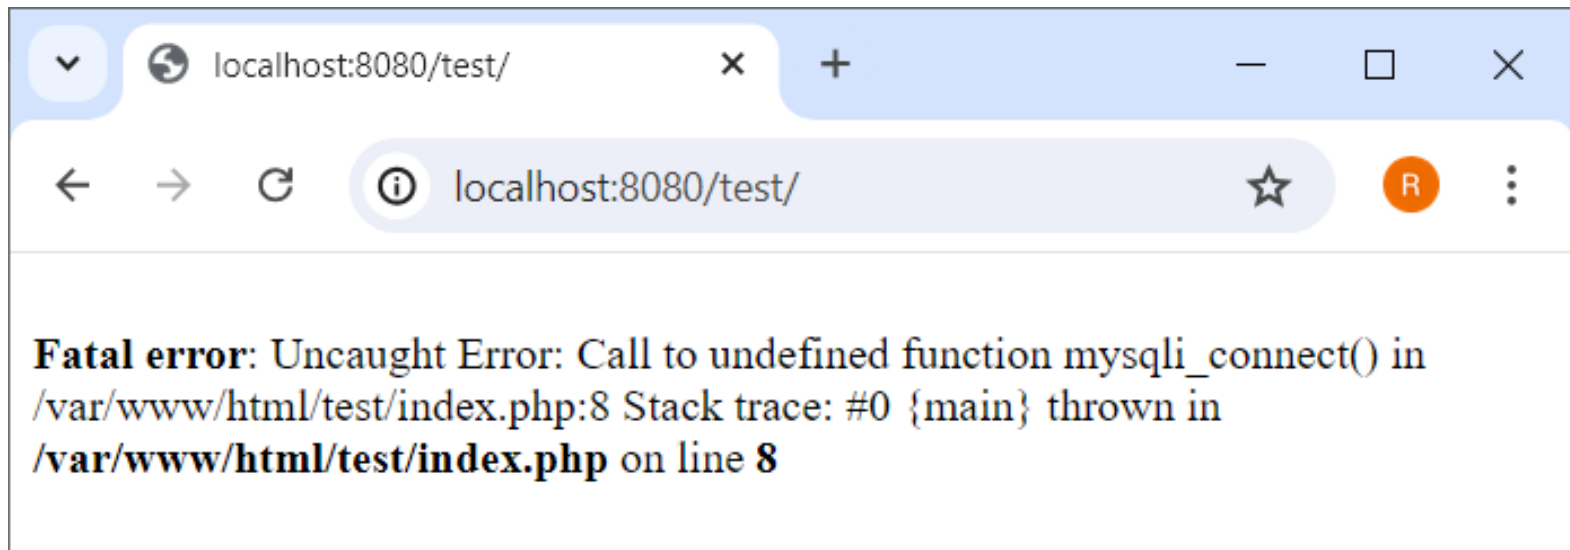 localhost:8080/test/
localhost:8080/test/
R
Fatal error: Uncaught Error: Call to undefined function mysqli_connect() in
/var/www/html/test/index.php:8 Stack trace: #0 {main} thrown in
/var/www/html/test/index.php on line 8